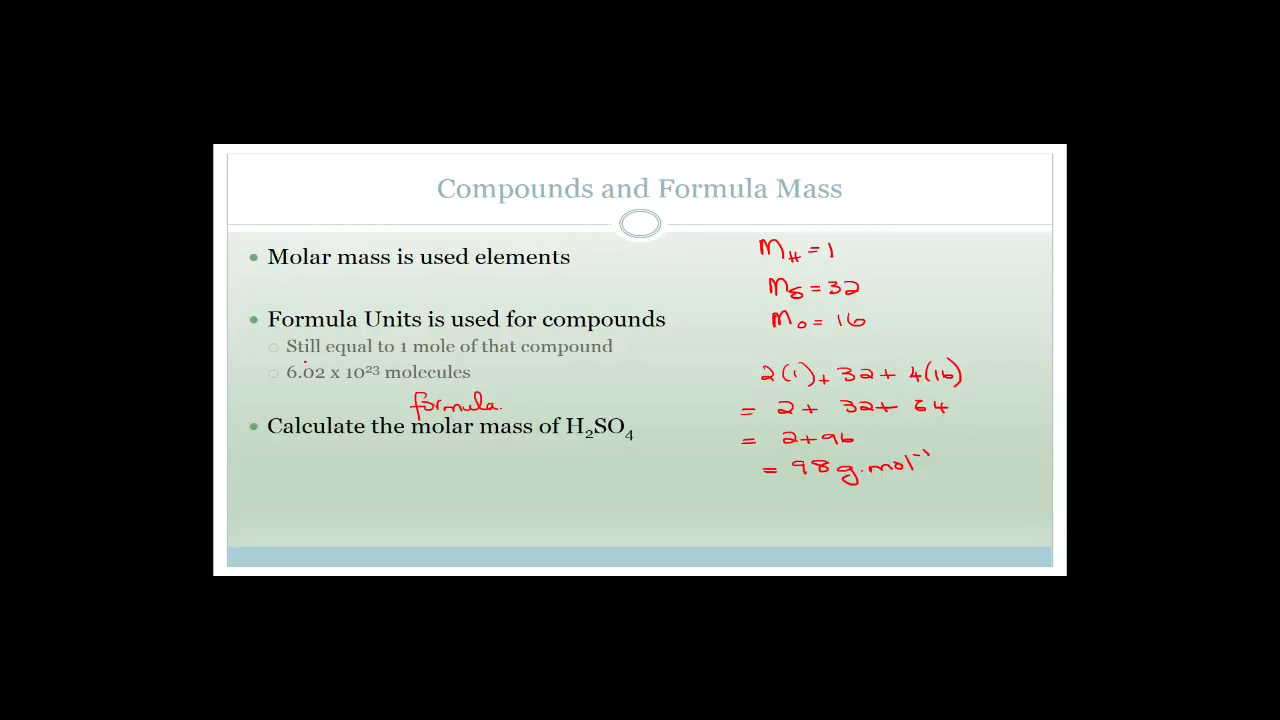 Compounds and Formula Mass
• Molar mass is used elements
• Formula Units is used for compounds
○ Still equal to 1 mole of that compound
○ 6.02 x 10²³ molecules
formula.
• Calculate the molar mass of H₂SO₄
M_H = 1
M_S = 32
M_O = 16
2(1) + 32 + 4(16)
= 2 + 32 + 64
= 2 + 96
= 98 g.mol⁻¹